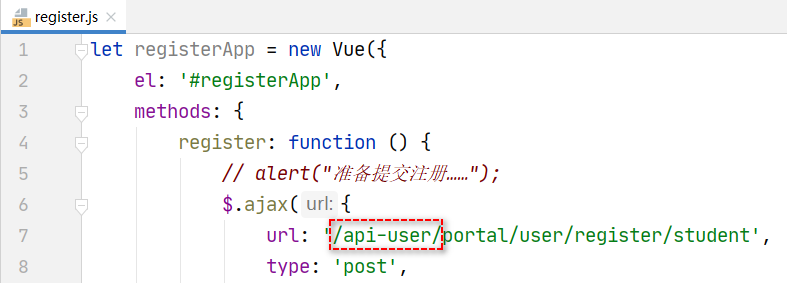 register.js
1 let registerApp = new Vue({
2 el: '#registerApp',
3 methods: {
4 register: function () {
5 // alert("准备提交注册……");
6 $.ajax( url: {
7 url: '/api-user/portal/user/register/student',
8 type: 'post',